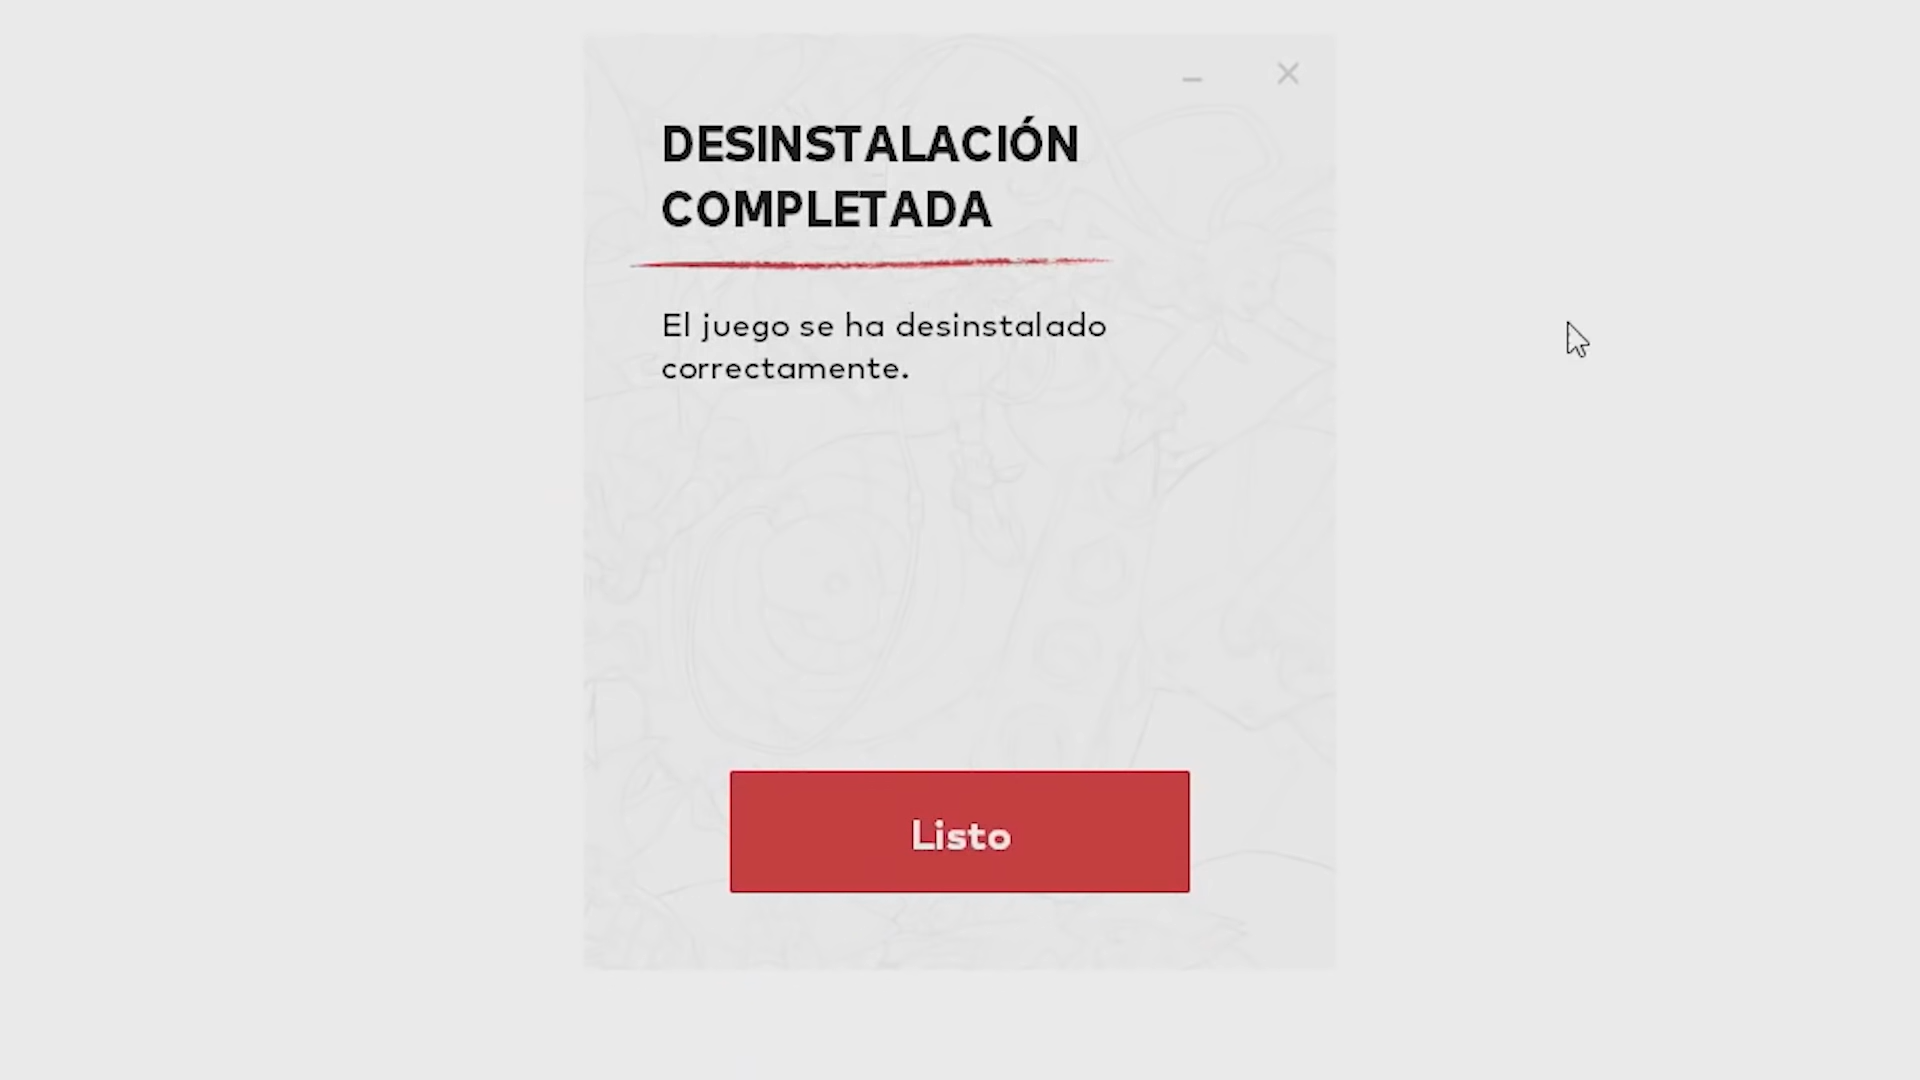 DESINSTALACIÓN
COMPLETADA
El juego se ha desinstalado
correctamente.
Listo